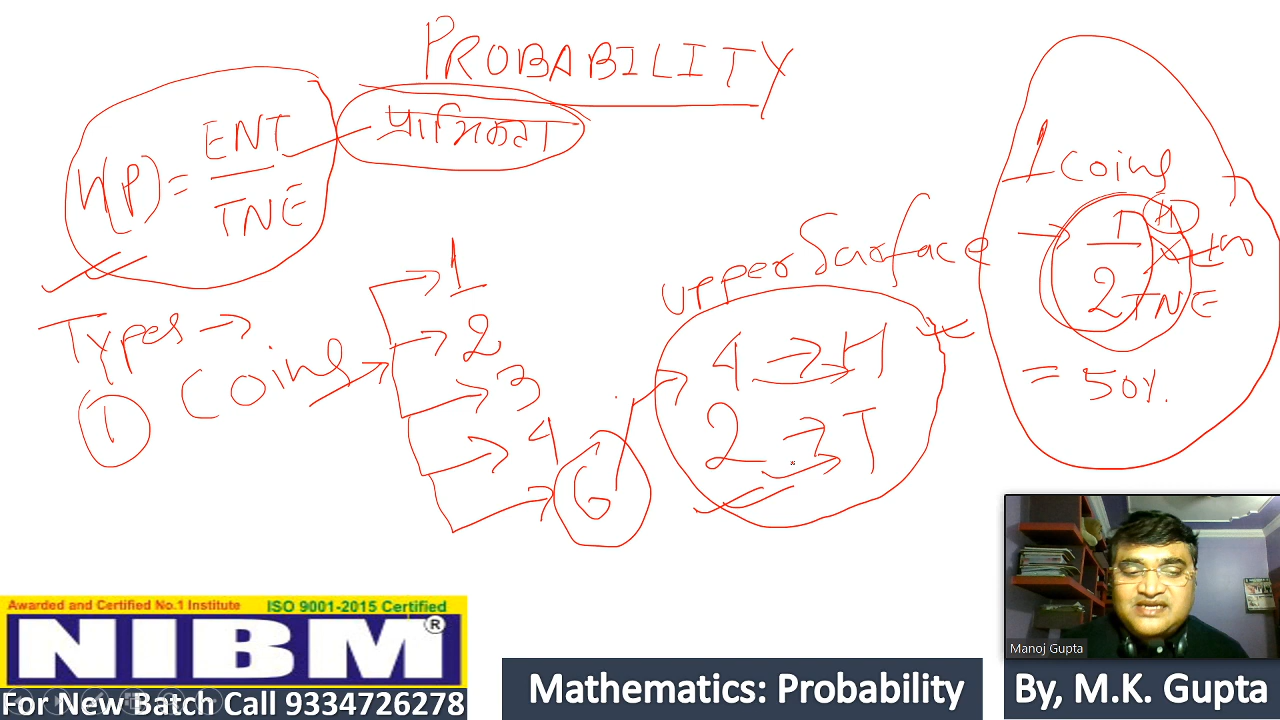 PROBABILITY
प्रायिकता
n(P) = ENT
TNE
Types →
① Coins → 1
2
3
4
6
upper Surface
4 → H
2 → T
1 Coins
→ 1 H
2 TNE
= 50%
Manoj Gupta
Awarded and Certified No.1 Institute ISO 9001-2015 Certified
NIBM®
For New Batch Call 9334726278
Mathematics: Probability
By, M.K. Gupta